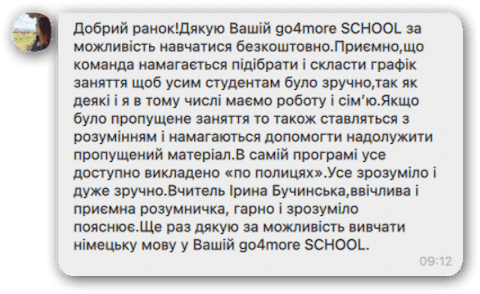 Добрий ранок!Дякую Вашій go4more SCHOOL за
можливість навчатися безкоштовно.Приємно,що
команда намагається підібрати і скласти графік
заняття щоб усим студентам було зручно,так як
деякі і я в тому числі маємо роботу і сім’ю.Якщо
було пропущене заняття то також ставляться з
розумінням і намагаються допомогти надолужити
пропущений матеріал.В самій програмі усе
доступно викладено «по полицях».Усе зрозуміло і
дуже зручно.Вчитель Ірина Бучинська,ввічлива і
приємна розумничка, гарно і зрозуміло
пояснює.Ще раз дякую за можливість вивчати
німецьку мову у Вашій go4more SCHOOL.
09:12